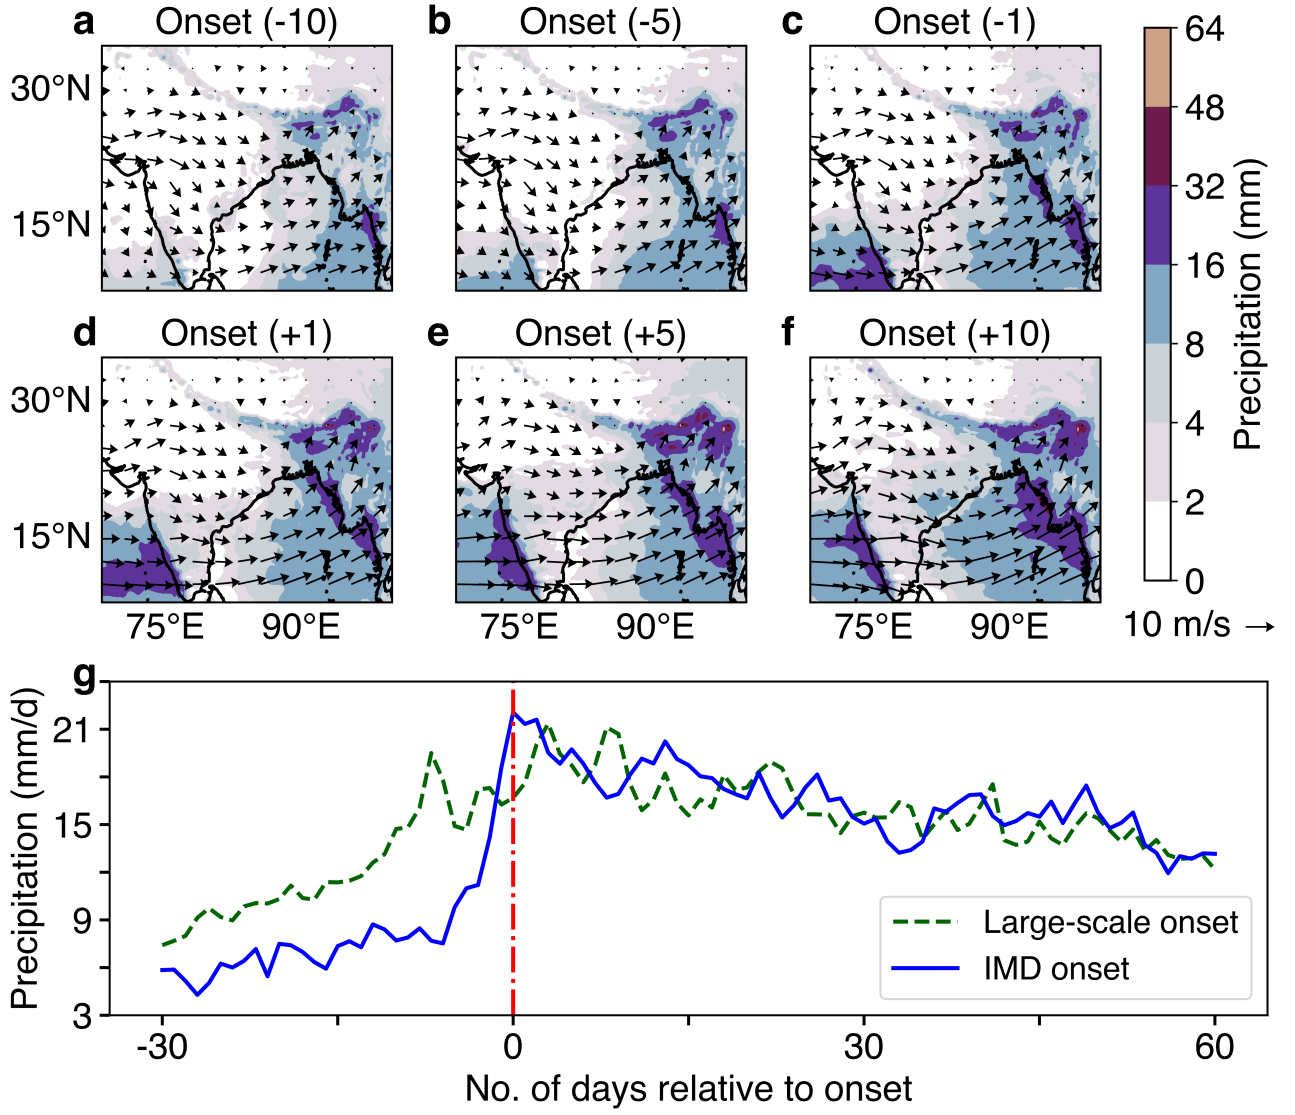 a Onset (-10)
b Onset (-5)
c Onset (-1)
30°N
15°N
d Onset (+1)
e Onset (+5)
f Onset (+10)
30°N
15°N
75°E 90°E
75°E 90°E
75°E 90°E
64
48
32
16
8
4
2
0
Precipitation (mm)
10 m/s →
g
Precipitation (mm/d)
21
15
9
3
Large-scale onset
IMD onset
-30 0 30 60
No. of days relative to onset